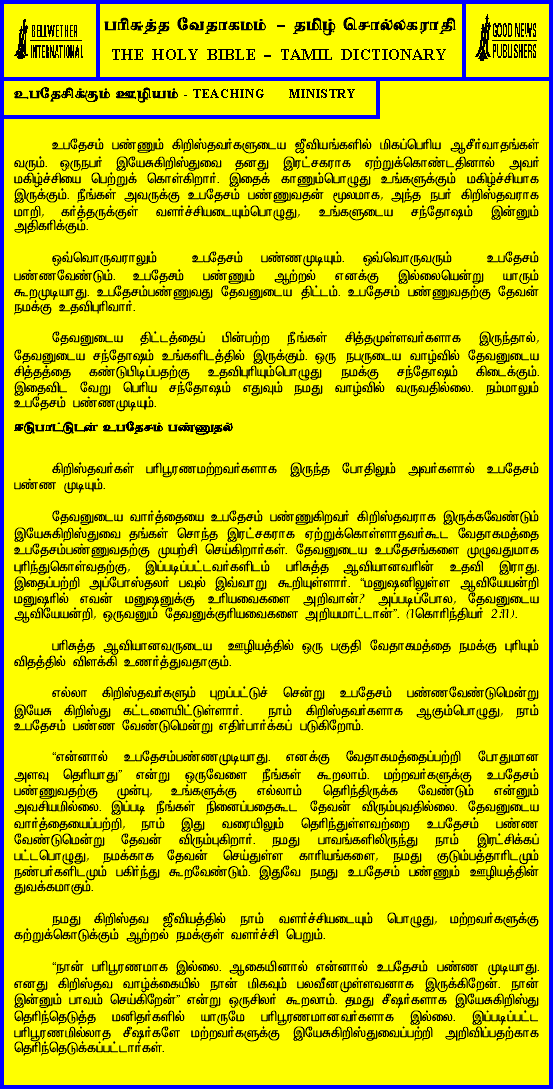 BELLWETHER
INTERNATIONAL
பரிசுத்த வேதாகமம் – தமிழ் சொல்லகராதி
THE HOLY BIBLE – TAMIL DICTIONARY
GOOD NEWS
PUBLISHERS
உபதேசிக்கும் ஊழியம் - TEACHING MINISTRY
உபதேசம் பண்ணும் கிறிஸ்தவர்களுடைய ஜீவியங்களில் மிகப்பெரிய ஆசீர்வாதங்கள்
வரும். ஒருநபர் இயேசுகிறிஸ்துவை தனது இரட்சகராக ஏற்றுக்கொண்டதினால் அவர்
மகிழ்ச்சியை பெற்றுக் கொள்கிறார். இதைக் காணும்பொழுது உங்களுக்கும் மகிழ்ச்சியாக
இருக்கும். நீங்கள் அவருக்கு உபதேசம் பண்ணுவதன் மூலமாக, அந்த நபர் கிறிஸ்தவராக
மாறி, கர்த்தருக்குள் வளர்ச்சியடையும்பொழுது, உங்களுடைய சந்தோஷம் இன்னும்
அதிகரிக்கும்.
ஒவ்வொருவராலும் உபதேசம் பண்ணமுடியும். ஒவ்வொருவரும் உபதேசம்
பண்ணவேண்டும். உபதேசம் பண்ணும் ஆற்றல் எனக்கு இல்லையென்று யாரும்
கூறமுடியாது. உபதேசம்பண்ணுவது தேவனுடைய திட்டம். உபதேசம் பண்ணுவதற்கு தேவன்
நமக்கு உதவிபுரிவார்.
தேவனுடைய திட்டத்தைப் பின்பற்ற நீங்கள் சித்தமுள்ளவர்களாக இருந்தால்,
தேவனுடைய சந்தோஷம் உங்களிடத்தில் இருக்கும். ஒரு நபருடைய வாழ்வில் தேவனுடைய
சித்தத்தை கண்டுபிடிப்பதற்கு உதவிபுரியும்பொழுது நமக்கு சந்தோஷம் கிடைக்கும்.
இதைவிட வேறு பெரிய சந்தோஷம் எதுவும் நமது வாழ்வில் வருவதில்லை. நம்மாலும்
உபதேசம் பண்ணமுடியும்.
ஈடுபாட்டுடன் உபதேசம் பண்ணுதல்
கிறிஸ்தவர்கள் பரிபூரணமற்றவர்களாக இருந்த போதிலும் அவர்களால் உபதேசம்
பண்ண முடியும்.
தேவனுடைய வார்த்தையை உபதேசம் பண்ணுகிறவர் கிறிஸ்தவராக இருக்கவேண்டும்
இயேசுகிறிஸ்துவை தங்கள் சொந்த இரட்சகராக ஏற்றுக்கொள்ளாதவர்கூட வேதாகமத்தை
உபதேசம்பண்ணுவதற்கு முயற்சி செய்கிறார்கள். தேவனுடைய உபதேசங்களை முழுவதுமாக
புரிந்துகொள்வதற்கு, இப்படிப்பட்டவர்களிடம் பரிசுத்த ஆவியானவரின் உதவி இராது.
இதைப்பற்றி அப்போஸ்தலர் பவுல் இவ்வாறு கூறியுள்ளார். “மனுஷனிலுள்ள ஆவியேயன்றி
மனுஷரில் எவன் மனுஷனுக்கு உரியவைகளை அறிவான்? அப்படிப்போல, தேவனுடைய
ஆவியேயன்றி, ஒருவனும் தேவனுக்குரியவைகளை அறியமாட்டான்”. (1கொரிந்தியர் 2:11).
பரிசுத்த ஆவியானவருடைய ஊழியத்தில் ஒரு பகுதி வேதாகமத்தை நமக்கு புரியும்
விதத்தில் விளக்கி உணர்த்துவதாகும்.
எல்லா கிறிஸ்தவர்களும் புறப்பட்டுச் சென்று உபதேசம் பண்ணவேண்டுமென்று
இயேசு கிறிஸ்து கட்டளையிட்டுள்ளார். நாம் கிறிஸ்தவர்களாக ஆகும்பொழுது, நாம்
உபதேசம் பண்ண வேண்டுமென்று எதிர்பார்க்கப் படுகிறோம்.
“என்னால் உபதேசம்பண்ணமுடியாது. எனக்கு வேதாகமத்தைப்பற்றி போதுமான
அளவு தெரியாது” என்று ஒருவேளை நீங்கள் கூறலாம். மற்றவர்களுக்கு உபதேசம்
பண்ணுவதற்கு முன்பு, உங்களுக்கு எல்லாம் தெரிந்திருக்க வேண்டும் என்னும்
அவசியமில்லை. இப்படி நீங்கள் நினைப்பதைகூட தேவன் விரும்புவதில்லை. தேவனுடைய
வார்த்தையைப்பற்றி, நாம் இது வரையிலும் தெரிந்துள்ளவற்றை உபதேசம் பண்ண
வேண்டுமென்று தேவன் விரும்புகிறார். நமது பாவங்களிலிருந்து நாம் இரட்சிக்கப்
பட்டபொழுது, நமக்காக தேவன் செய்துள்ள காரியங்களை, நமது குடும்பத்தாரிடமும்
நண்பர்களிடமும் பகிர்ந்து கூறவேண்டும். இதுவே நமது உபதேசம் பண்ணும் ஊழியத்தின்
துவக்கமாகும்.
நமது கிறிஸ்தவ ஜீவியத்தில் நாம் வளர்ச்சியடையும் பொழுது, மற்றவர்களுக்கு
கற்றுக்கொடுக்கும் ஆற்றல் நமக்குள் வளர்ச்சி பெறும்.
“நான் பரிபூரணமாக இல்லை. ஆகையினால் என்னால் உபதேசம் பண்ண முடியாது.
எனது கிறிஸ்தவ வாழ்க்கையில் நான் மிகவும் பலவீனமுள்ளவனாக இருக்கிறேன். நான்
இன்னும் பாவம் செய்கிறேன்” என்று ஒருசிலர் கூறலாம். தமது சீஷர்களாக இயேசுகிறிஸ்து
தெரிந்தெடுத்த மனிதர்களில் யாருமே பரிபூரணமானவர்களாக இல்லை. இப்படிப்பட்ட
பரிபூரணமில்லாத சீஷர்களே மற்றவர்களுக்கு இயேசுகிறிஸ்துவைப்பற்றி அறிவிப்பதற்காக
தெரிந்தெடுக்கப்பட்டார்கள்.